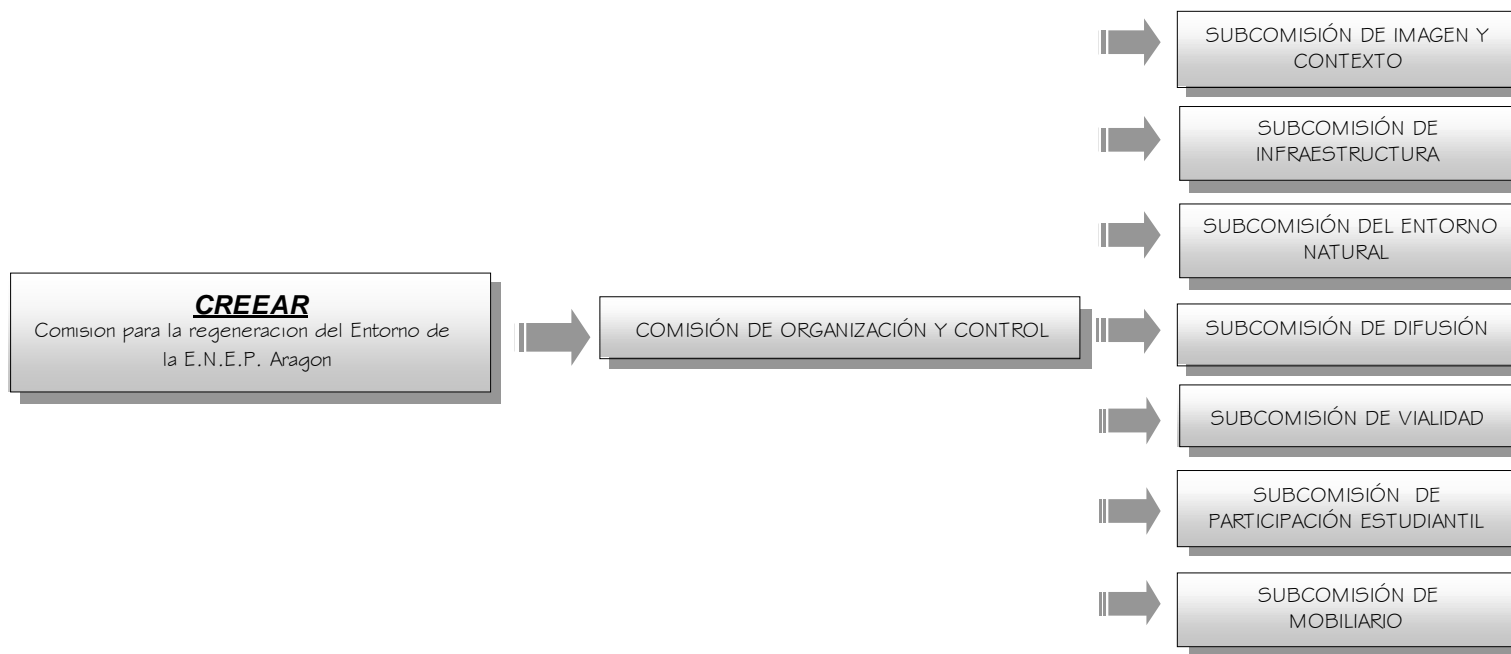 CREEAR
Comision para la regeneracion del Entorno de
la E.N.E.P. Aragon
COMISIÓN DE ORGANIZACIÓN Y CONTROL
SUBCOMISIÓN DE IMAGEN Y
CONTEXTO
SUBCOMISIÓN DE
INFRAESTRUCTURA
SUBCOMISIÓN DEL ENTORNO
NATURAL
SUBCOMISIÓN DE DIFUSIÓN
SUBCOMISIÓN DE VIALIDAD
SUBCOMISIÓN DE
PARTICIPACIÓN ESTUDIANTIL
SUBCOMISIÓN DE
MOBILIARIO